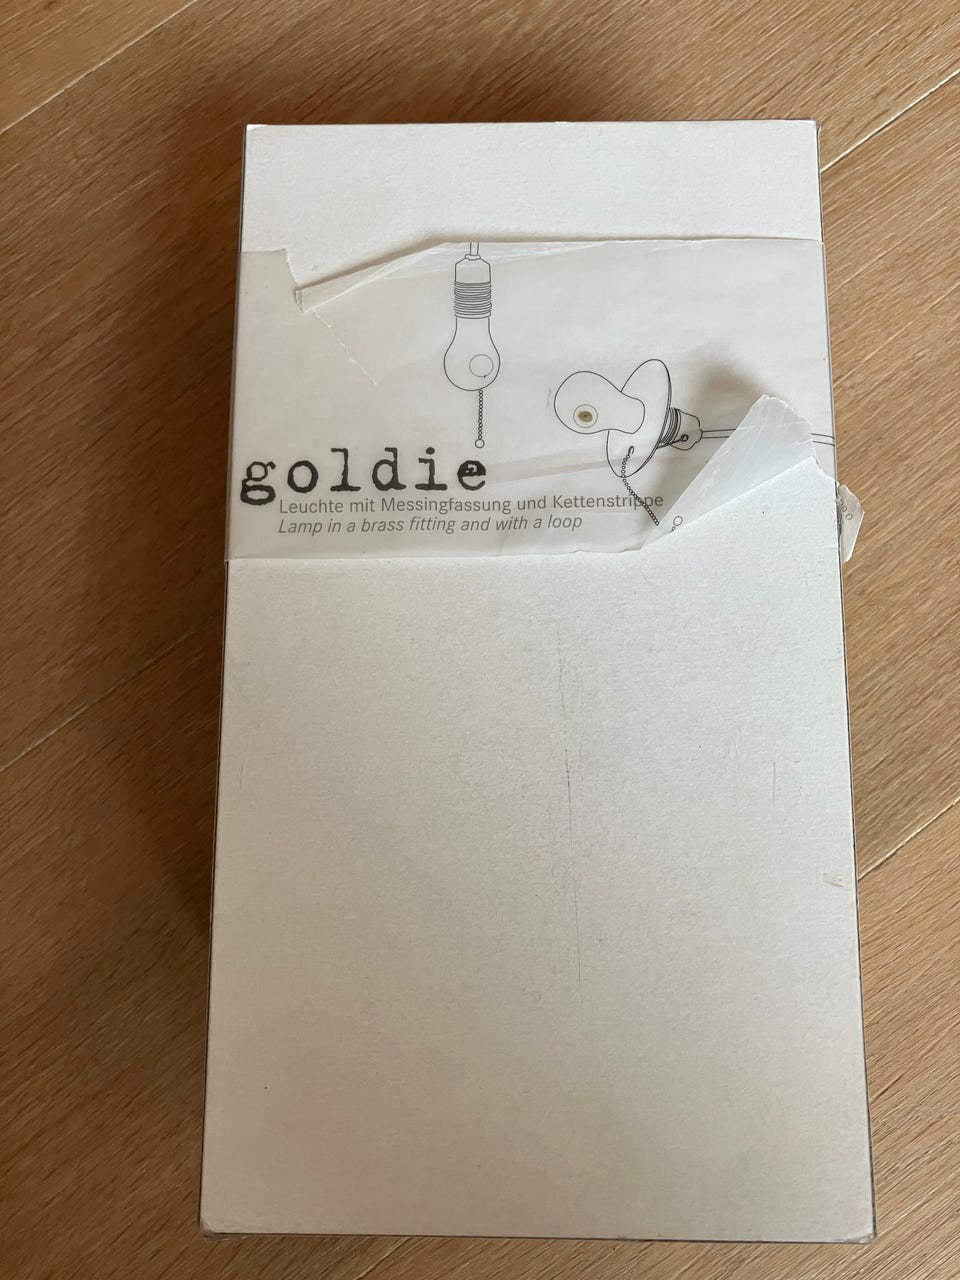 goldie
Leuchte mit Messingfassung und Kettenstrippe
Lamp in a brass fitting and with a loop